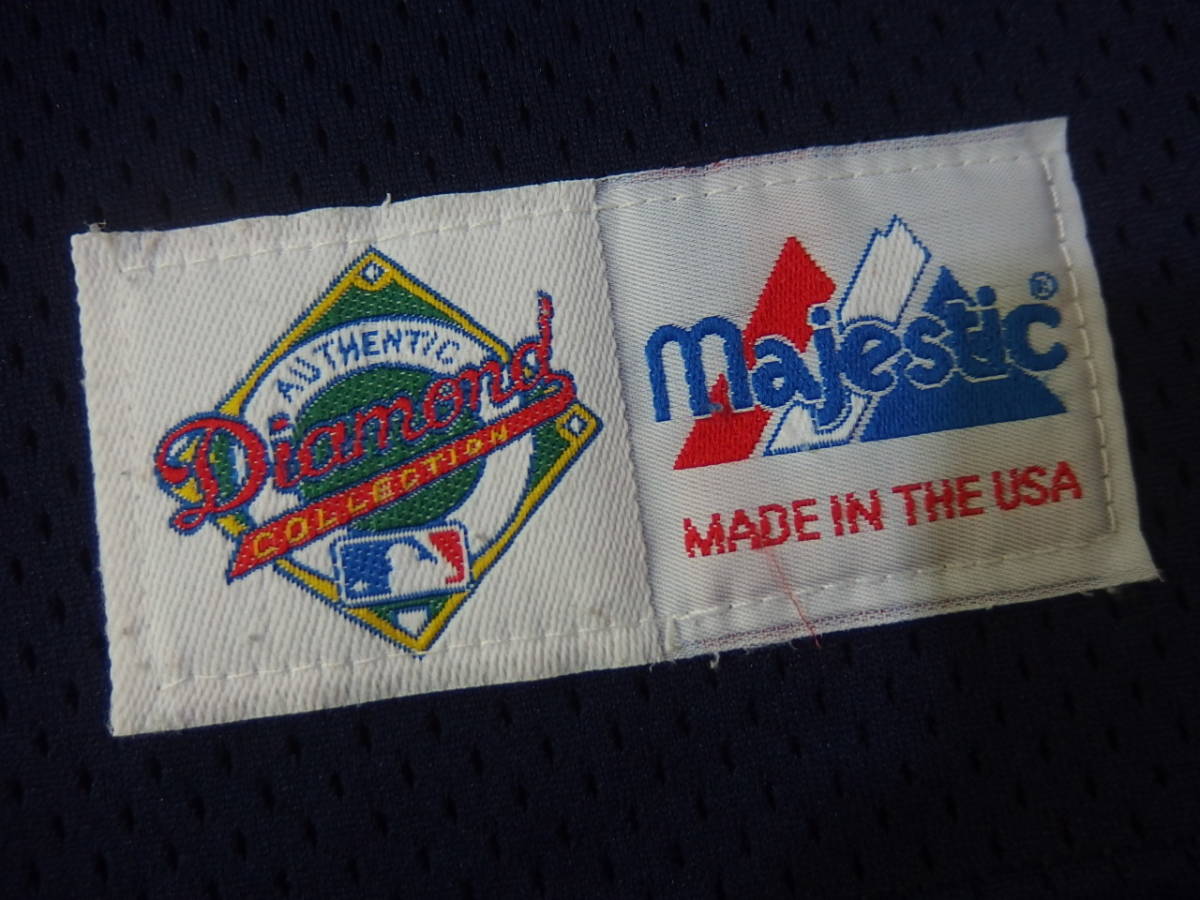 AUTHENTIC
Diamond
COLLECTION
Majestic®
MADE IN THE USA